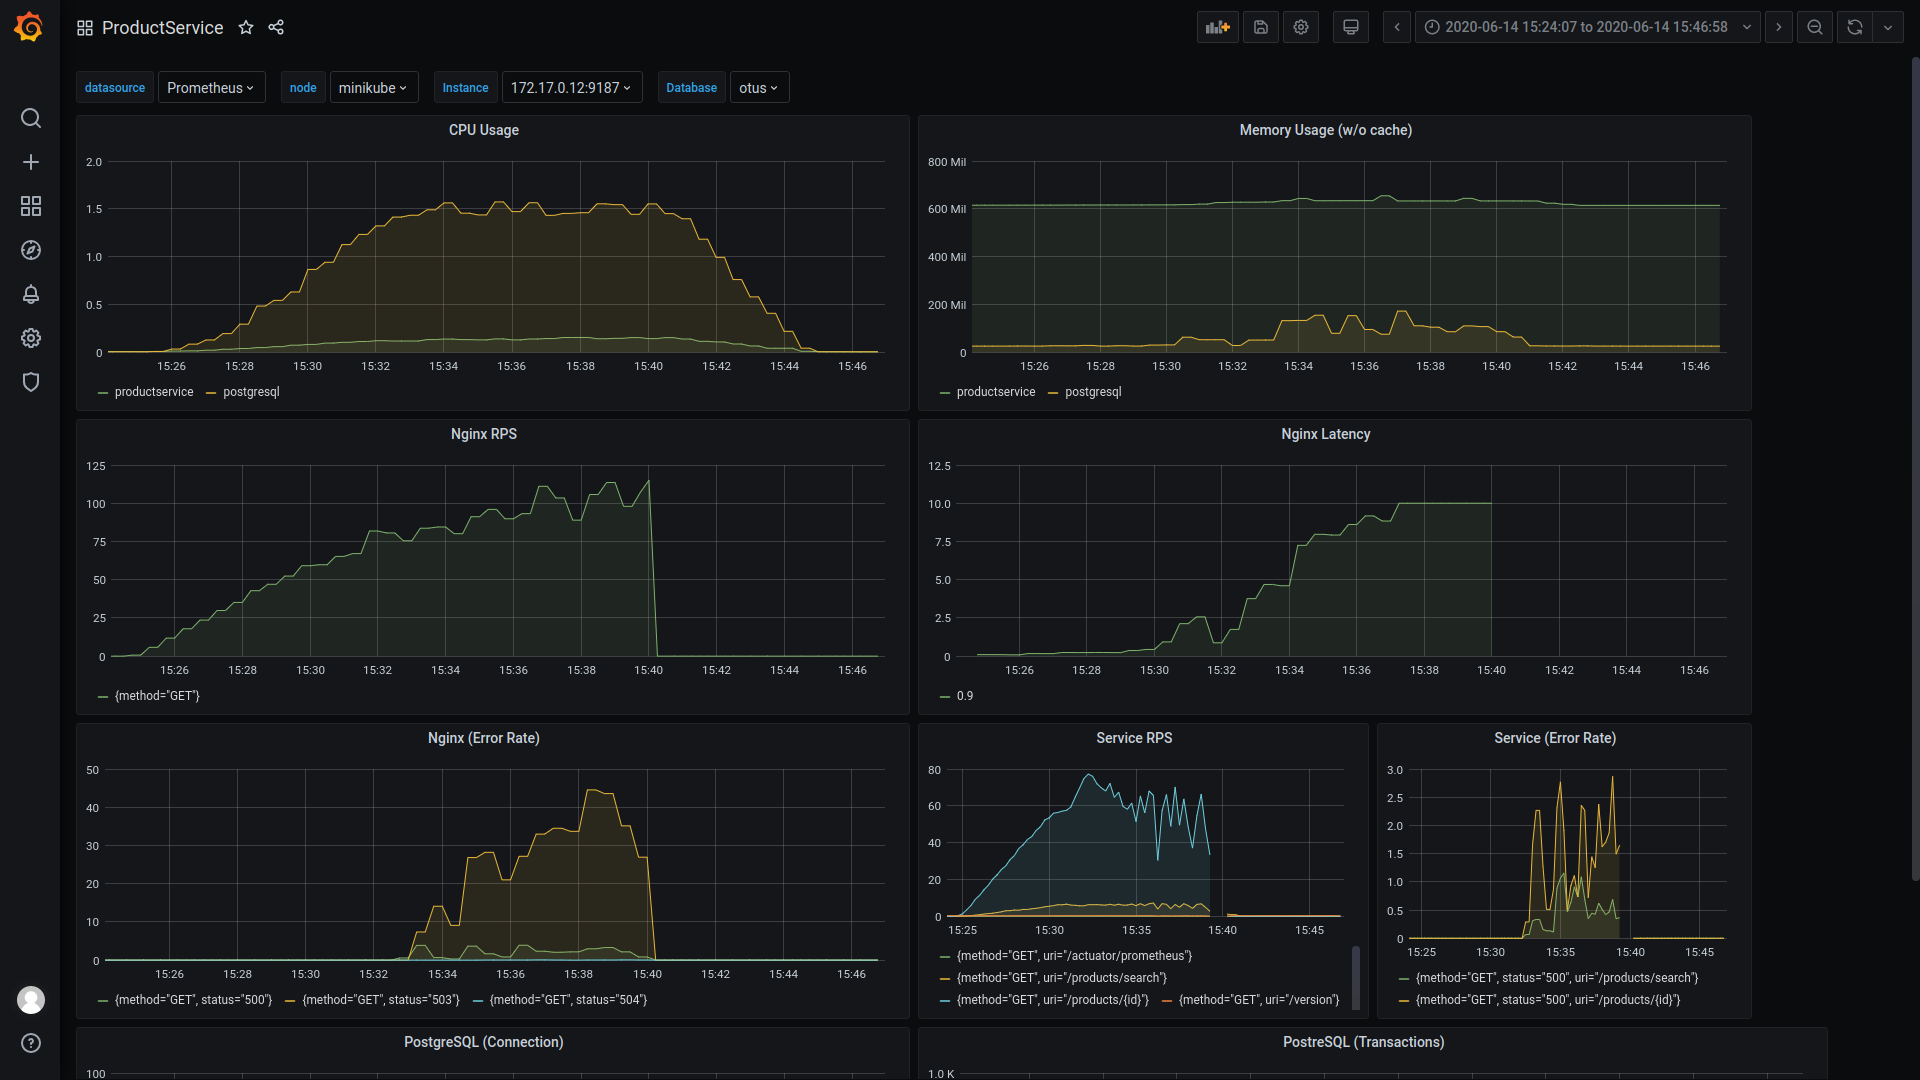 ProductService
2020-06-14 15:24:07 to 2020-06-14 15:46:58
datasource Prometheus node minikube Instance 172.17.0.12:9187 Database otus
CPU Usage
2.0
1.5
1.0
0.5
0
15:26 15:28 15:30 15:32 15:34 15:36 15:38 15:40 15:42 15:44 15:46
productservice postgresql
Memory Usage (w/o cache)
800 Mil
600 Mil
400 Mil
200 Mil
0
15:26 15:28 15:30 15:32 15:34 15:36 15:38 15:40 15:42 15:44 15:46
productservice postgresql
Nginx RPS
125
100
75
50
25
0
15:26 15:28 15:30 15:32 15:34 15:36 15:38 15:40 15:42 15:44 15:46
{method="GET"}
Nginx Latency
12.5
10.0
7.5
5.0
2.5
0
15:26 15:28 15:30 15:32 15:34 15:36 15:38 15:40 15:42 15:44 15:46
0.9
Nginx (Error Rate)
50
40
30
20
10
0
15:26 15:28 15:30 15:32 15:34 15:36 15:38 15:40 15:42 15:44 15:46
{method="GET", status="500"} {method="GET", status="503"} {method="GET", status="504"}
Service RPS
80
60
40
20
0
15:25 15:30 15:35 15:40 15:45
{method="GET", uri="/actuator/prometheus"}
{method="GET", uri="/products/search"}
{method="GET", uri="/products/{id}"} {method="GET", uri="/version"}
Service (Error Rate)
3.0
2.5
2.0
1.5
1.0
0.5
0
15:25 15:30 15:35 15:40 15:45
{method="GET", status="500", uri="/products/search"}
{method="GET", status="500", uri="/products/{id}"}
PostgreSQL (Connection)
100
PostreSQL (Transactions)
1.0 K